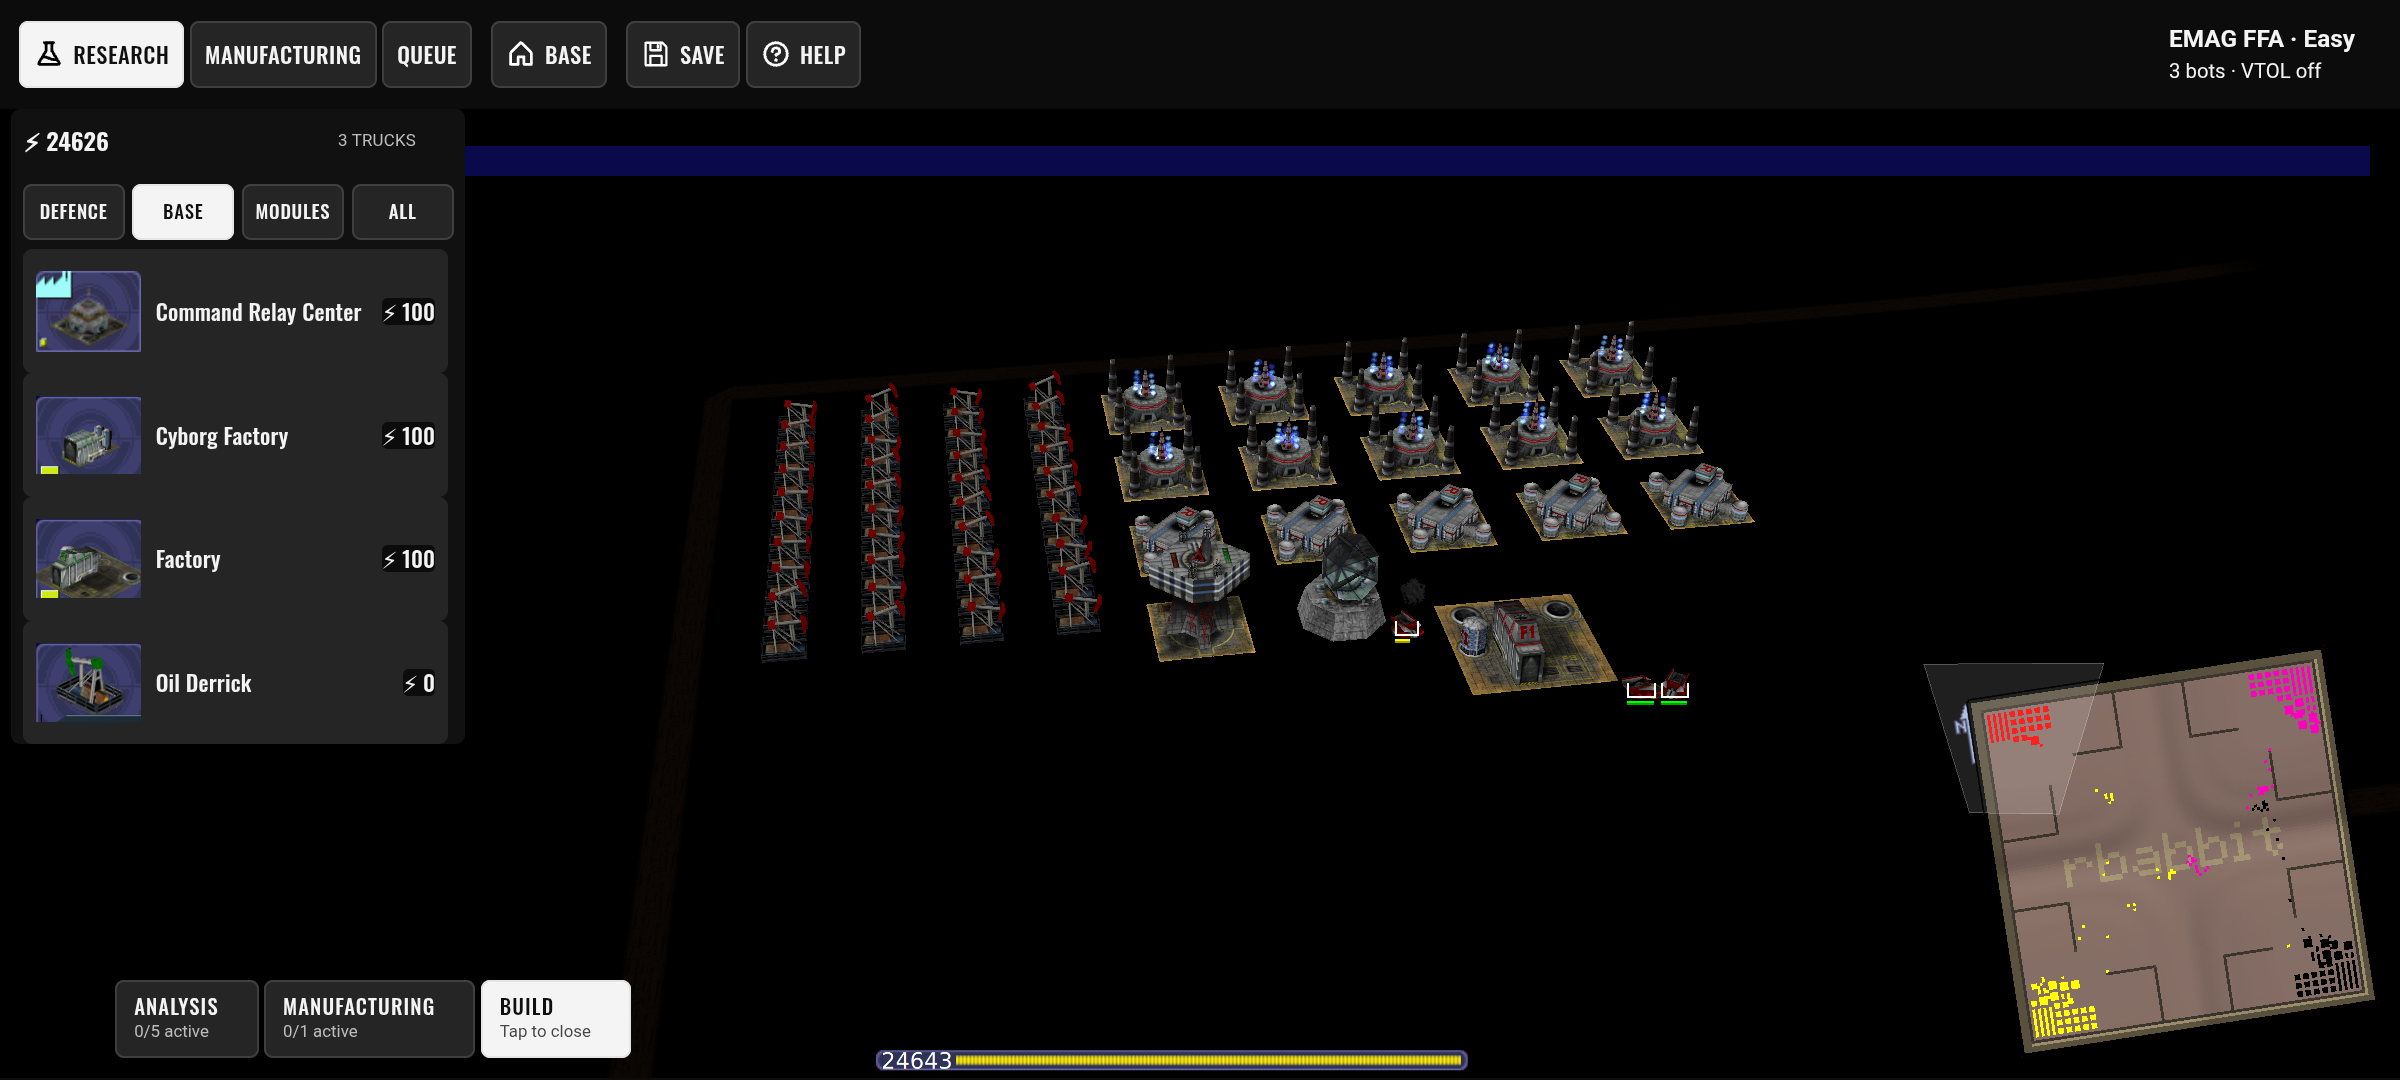 RESEARCH
MANUFACTURING
QUEUE
BASE
SAVE
HELP
EMAG FFA · Easy
3 bots · VTOL off
24626
3 TRUCKS
DEFENCE
BASE
MODULES
ALL
Command Relay Center
100
Cyborg Factory
100
Factory
100
Oil Derrick
0
rbabbit
N
ANALYSIS
0/5 active
MANUFACTURING
0/1 active
BUILD
Tap to close
24643